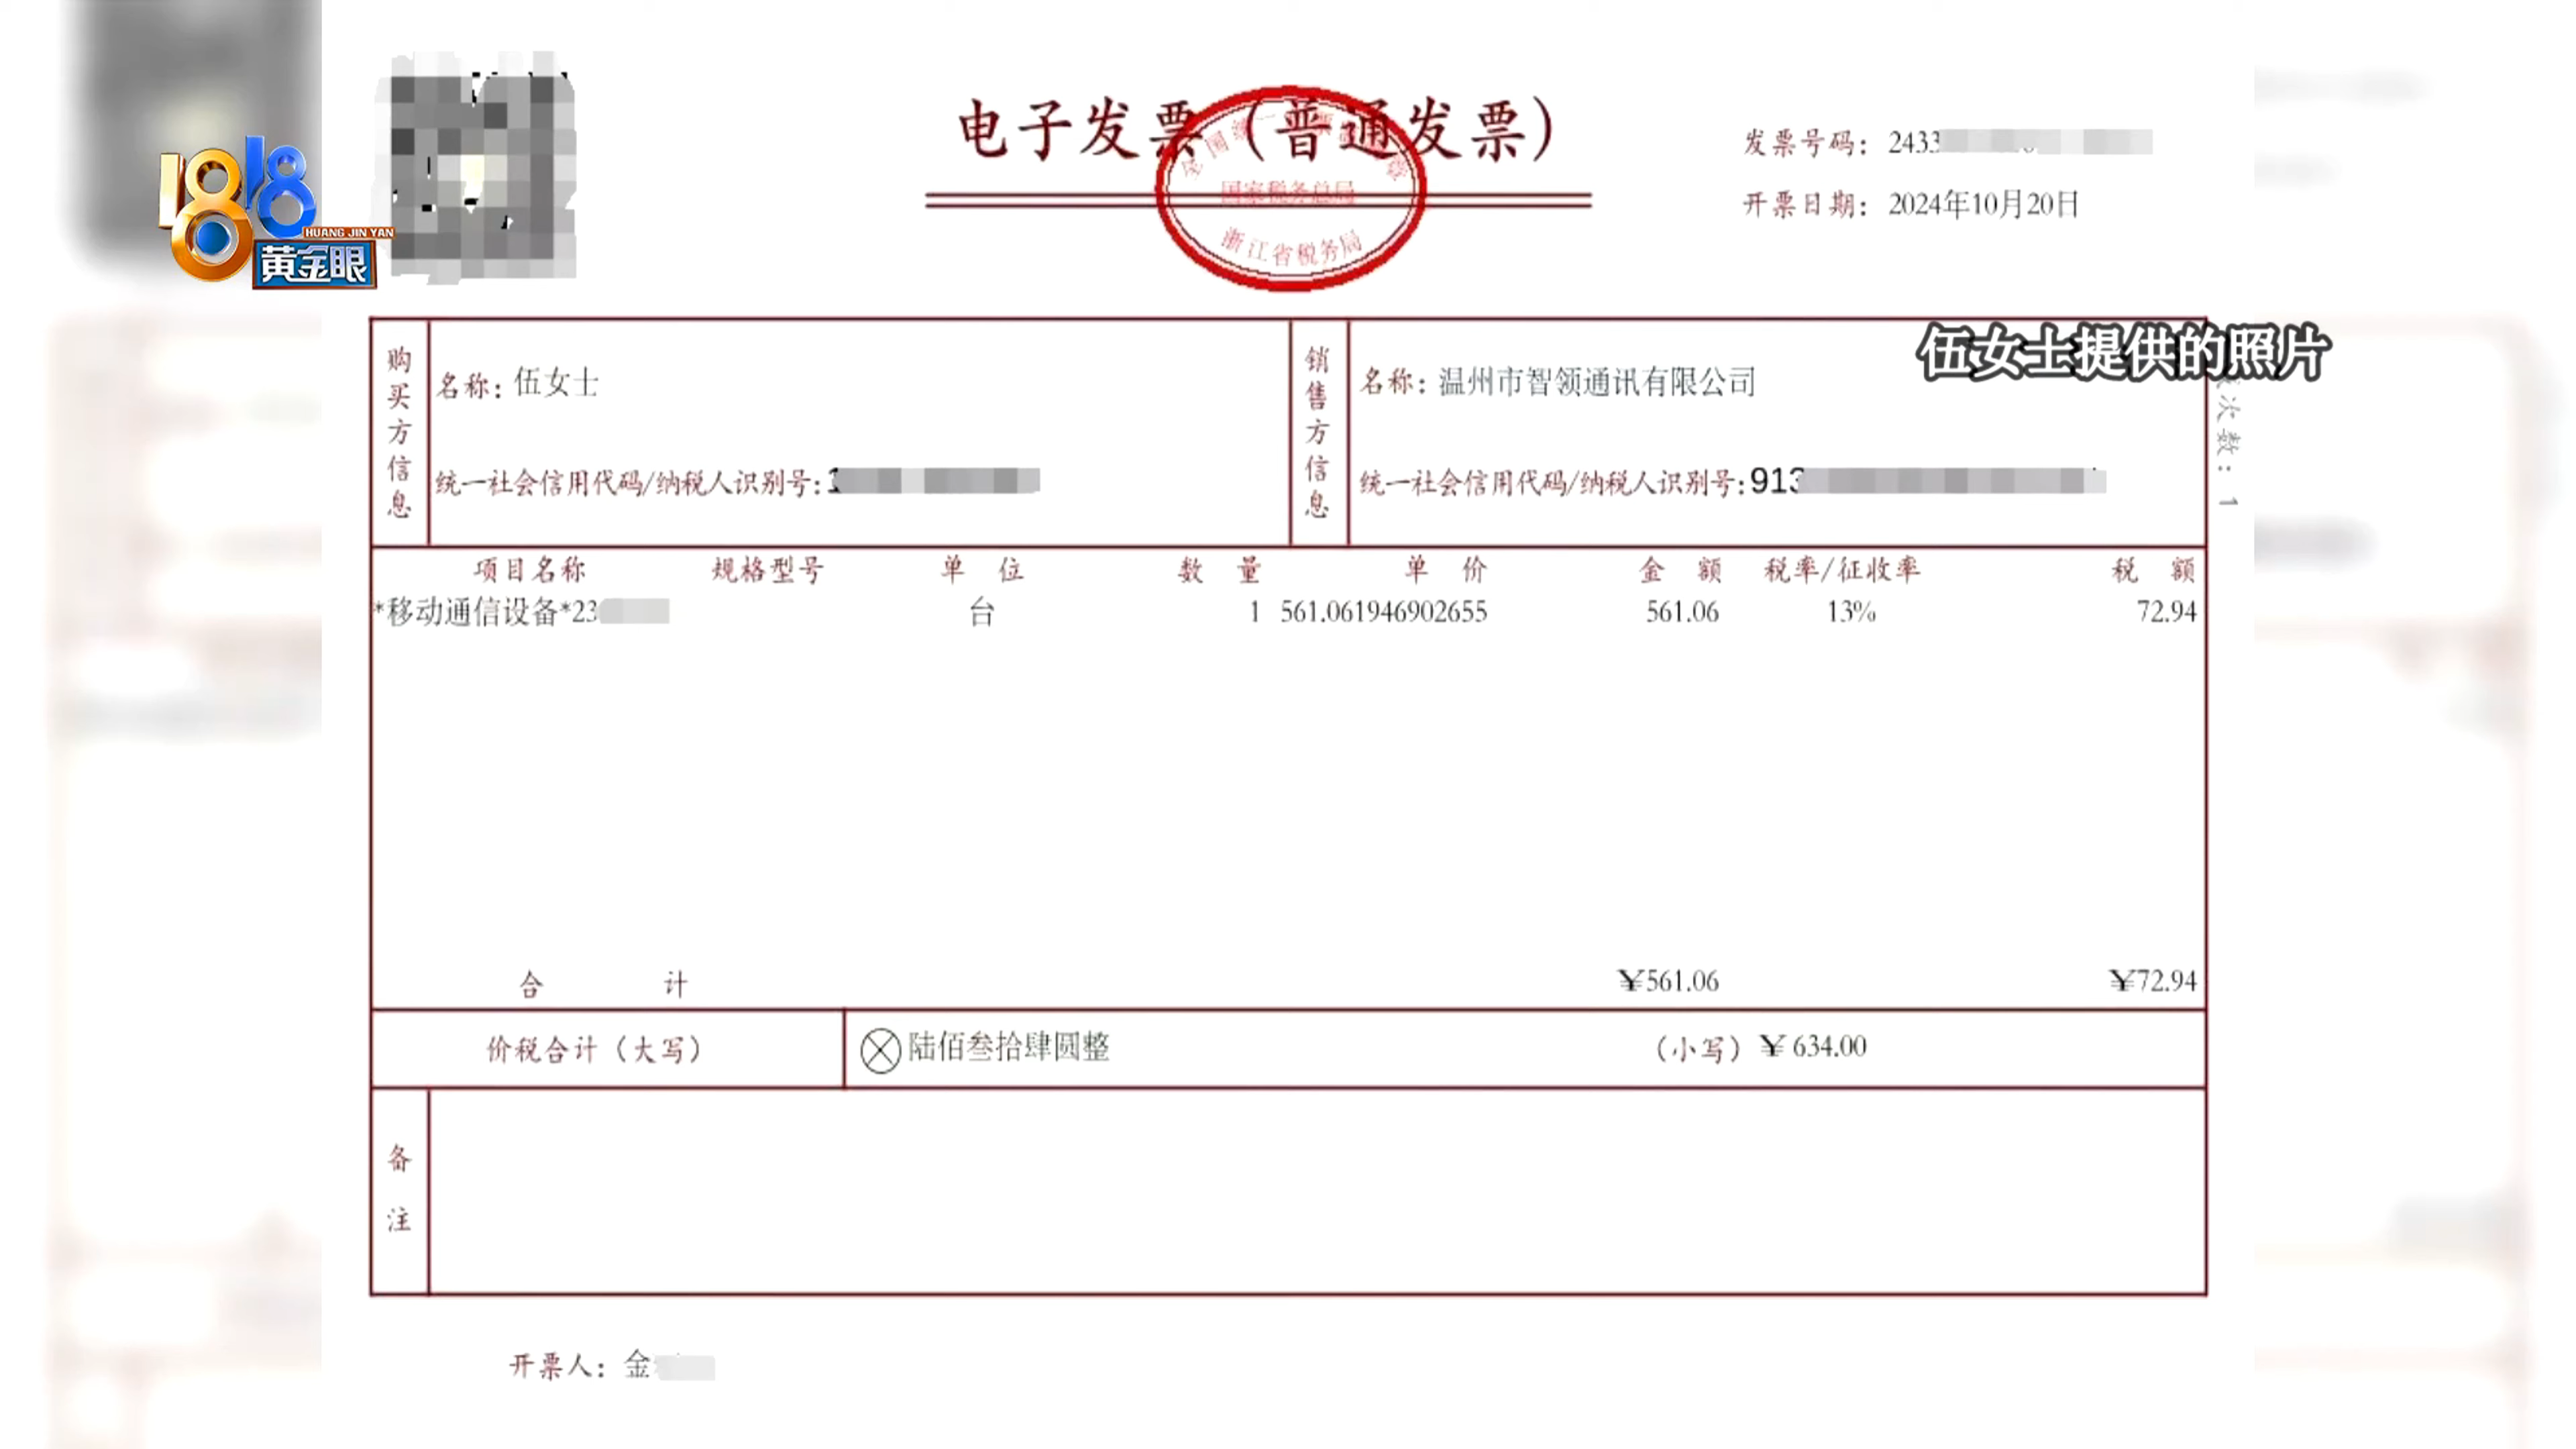 1818
HUANG JIN YAN
黄金眼
电子发票（普通发票）
国家税务总局
浙江省税务局
发票号码：2433
开票日期：2024年10月20日
伍女士提供的照片
购买方信息
名称：伍女士
统一社会信用代码/纳税人识别号：
销售方信息
名称：温州市智领通讯有限公司
统一社会信用代码/纳税人识别号：913
次数：1
项目名称 规格型号 单位 数量 单价 金额 税率/征收率 税额
*移动通信设备*23 台 1 561.061946902655 561.06 13% 72.94
合计 ¥561.06 ¥72.94
价税合计（大写） 陆佰叁拾肆圆整 （小写）¥634.00
备注
开票人：金